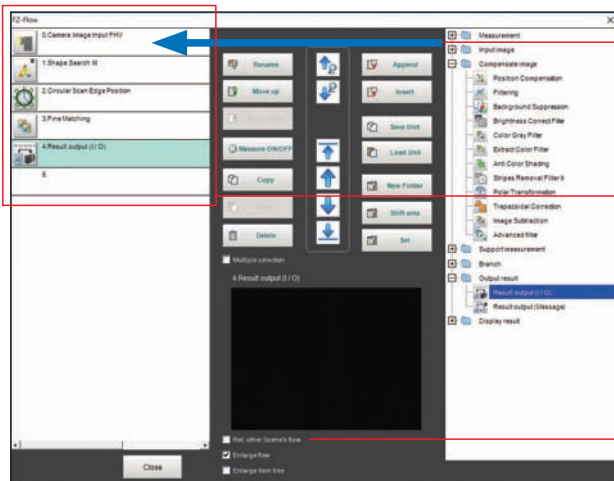 FZ-Flow
0.Camera Image Input FHV
1.Shape Search III
2.Circular Scan Edge Position
3.Fine Matching
4.Result output (I / O)
5.
Close
Rename
Move up
Measure ON/OFF
Copy
Delete
Append
Insert
Save Unit
Load Unit
New Folder
Shift area
Set
Multiple selection
4.Result output (I / O)
Ref. other Scene's flow
Enlarge flow
Enlarge item tree
Measurement
Input image
Compensate image
Position Compensation
Filtering
Background Suppression
Brightness Correct Filter
Color Gray Filter
Extract Color Filter
Anti Color Shading
Stripes Removal Filter II
Polar Transformation
Trapezoidal Correction
Image Subtraction
Advanced filter
Support measurement
Branch
Output result
Result output (I / O)
Result output (Message)
Display result